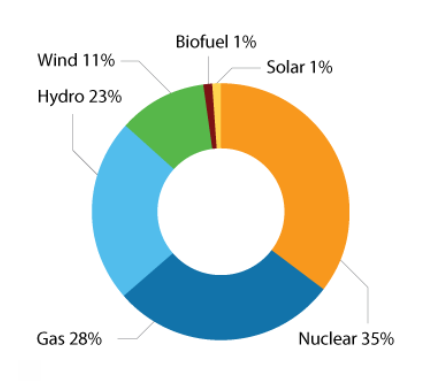 Biofuel 1%
Wind 11%
Solar 1%
Hydro 23%
Gas 28%
Nuclear 35%